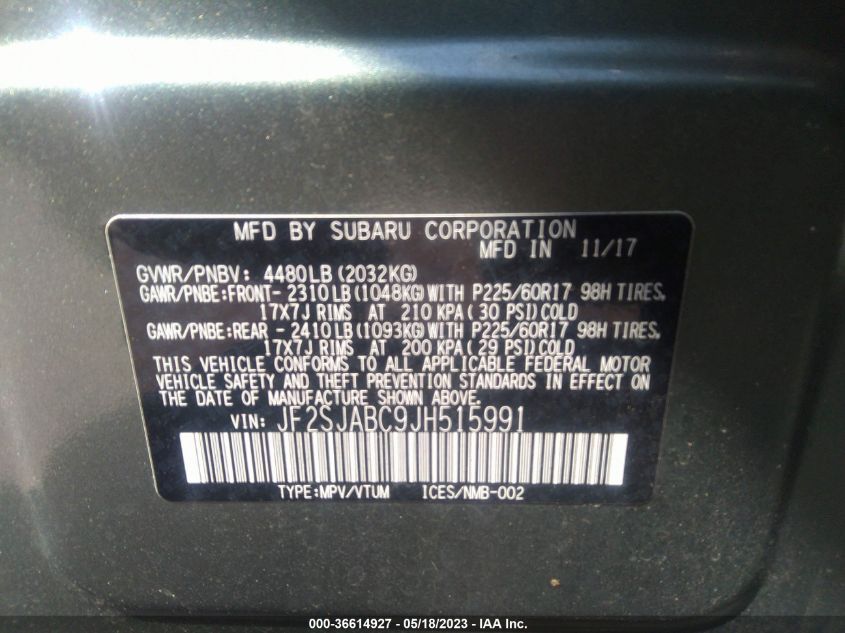 MFD BY SUBARU CORPORATION
MFD IN 11/17
GVWR/PNBV: 4480LB (2032KG)
GAWR/PNBE:FRONT- 2310LB (1048KG) WITH P225/60R17 98H TIRES,
17X7J RIMS AT 210 KPA (30 PSI) COLD
GAWR/PNBE:REAR - 2410LB (1093KG) WITH P225/60R17 98H TIRES,
17X7J RIMS AT 200 KPA (29 PSI) COLD
THIS VEHICLE CONFORMS TO ALL APPLICABLE FEDERAL MOTOR
VEHICLE SAFETY AND THEFT PREVENTION STANDARDS IN EFFECT ON
THE DATE OF MANUFACTURE SHOWN ABOVE.
VIN: JF2SJABC9JH515991
TYPE:MPV/VTUM ICES/NMB-002
000-36614927 - 05/18/2023 - IAA Inc.